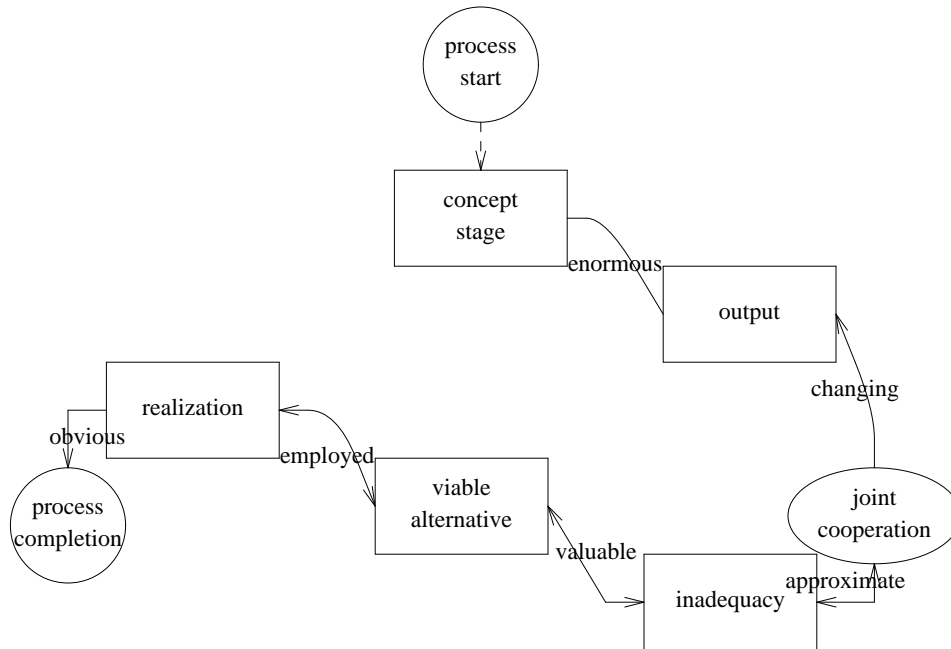 process
start
concept
stage
enormous
output
changing
realization
obvious
employed
viable
alternative
process
completion
joint
cooperation
valuable
approximate
inadequacy